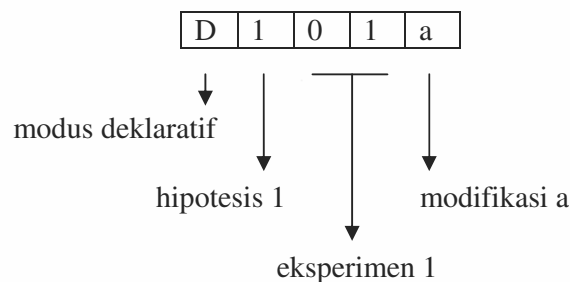 D 1 0 1 a
modus deklaratif
hipotesis 1
modifikasi a
eksperimen 1